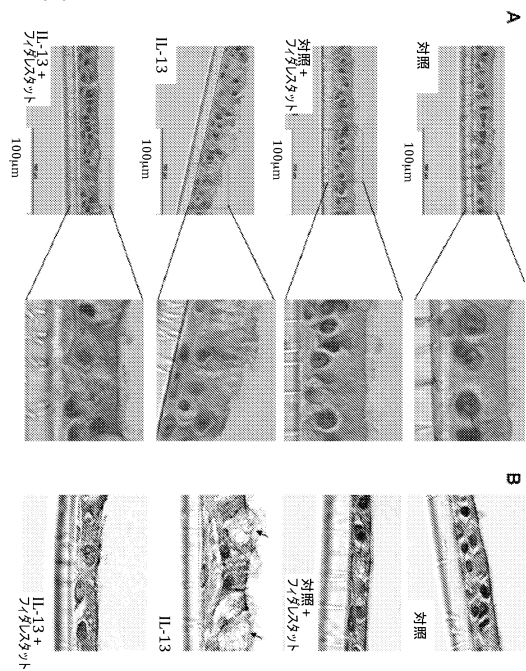 A
対照
100μm
対照 +
フィダレスタット
100μm
IL-13
100μm
IL-13 +
フィダレスタット
100μm
B
対照
対照 +
フィダレスタット
IL-13
IL-13 +
フィダレスタット